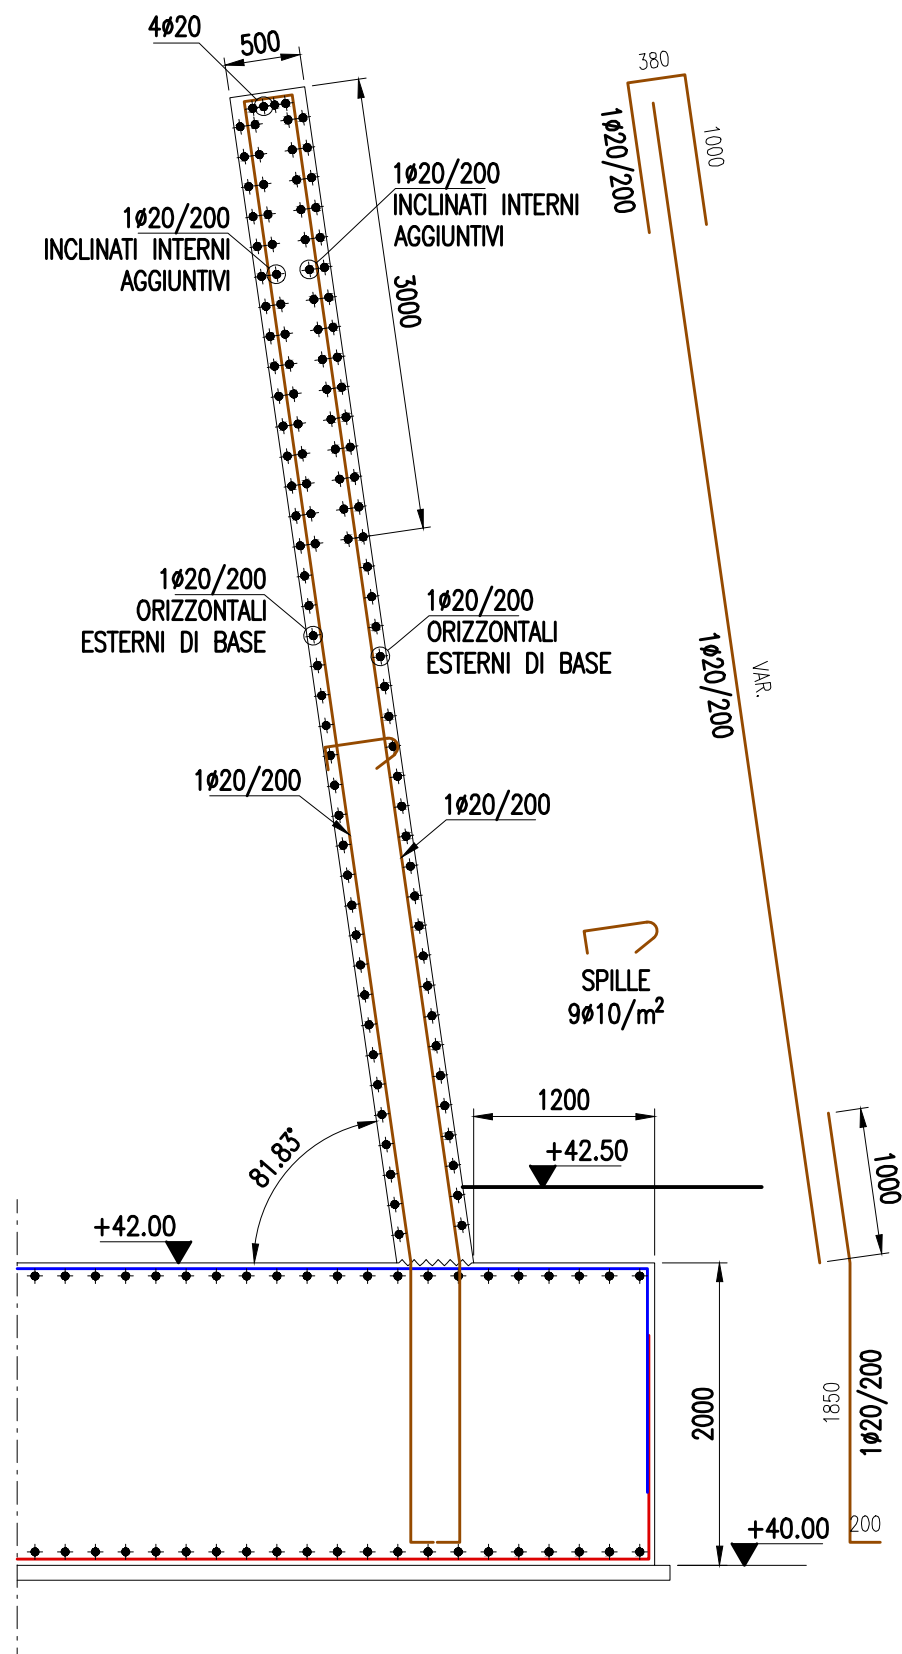 4ø20
500
380
1ø20/200
1000
1ø20/200
INCLINATI INTERNI
AGGIUNTIVI
1ø20/200
INCLINATI INTERNI
AGGIUNTIVI
3000
1ø20/200
ORIZZONTALI
ESTERNI DI BASE
1ø20/200
ORIZZONTALI
ESTERNI DI BASE
1ø20/200
VAR.
1ø20/200
1ø20/200
SPILLE
9ø10/m²
1200
81.83°
+42.50
1000
+42.00
2000
1850
1ø20/200
+40.00
200